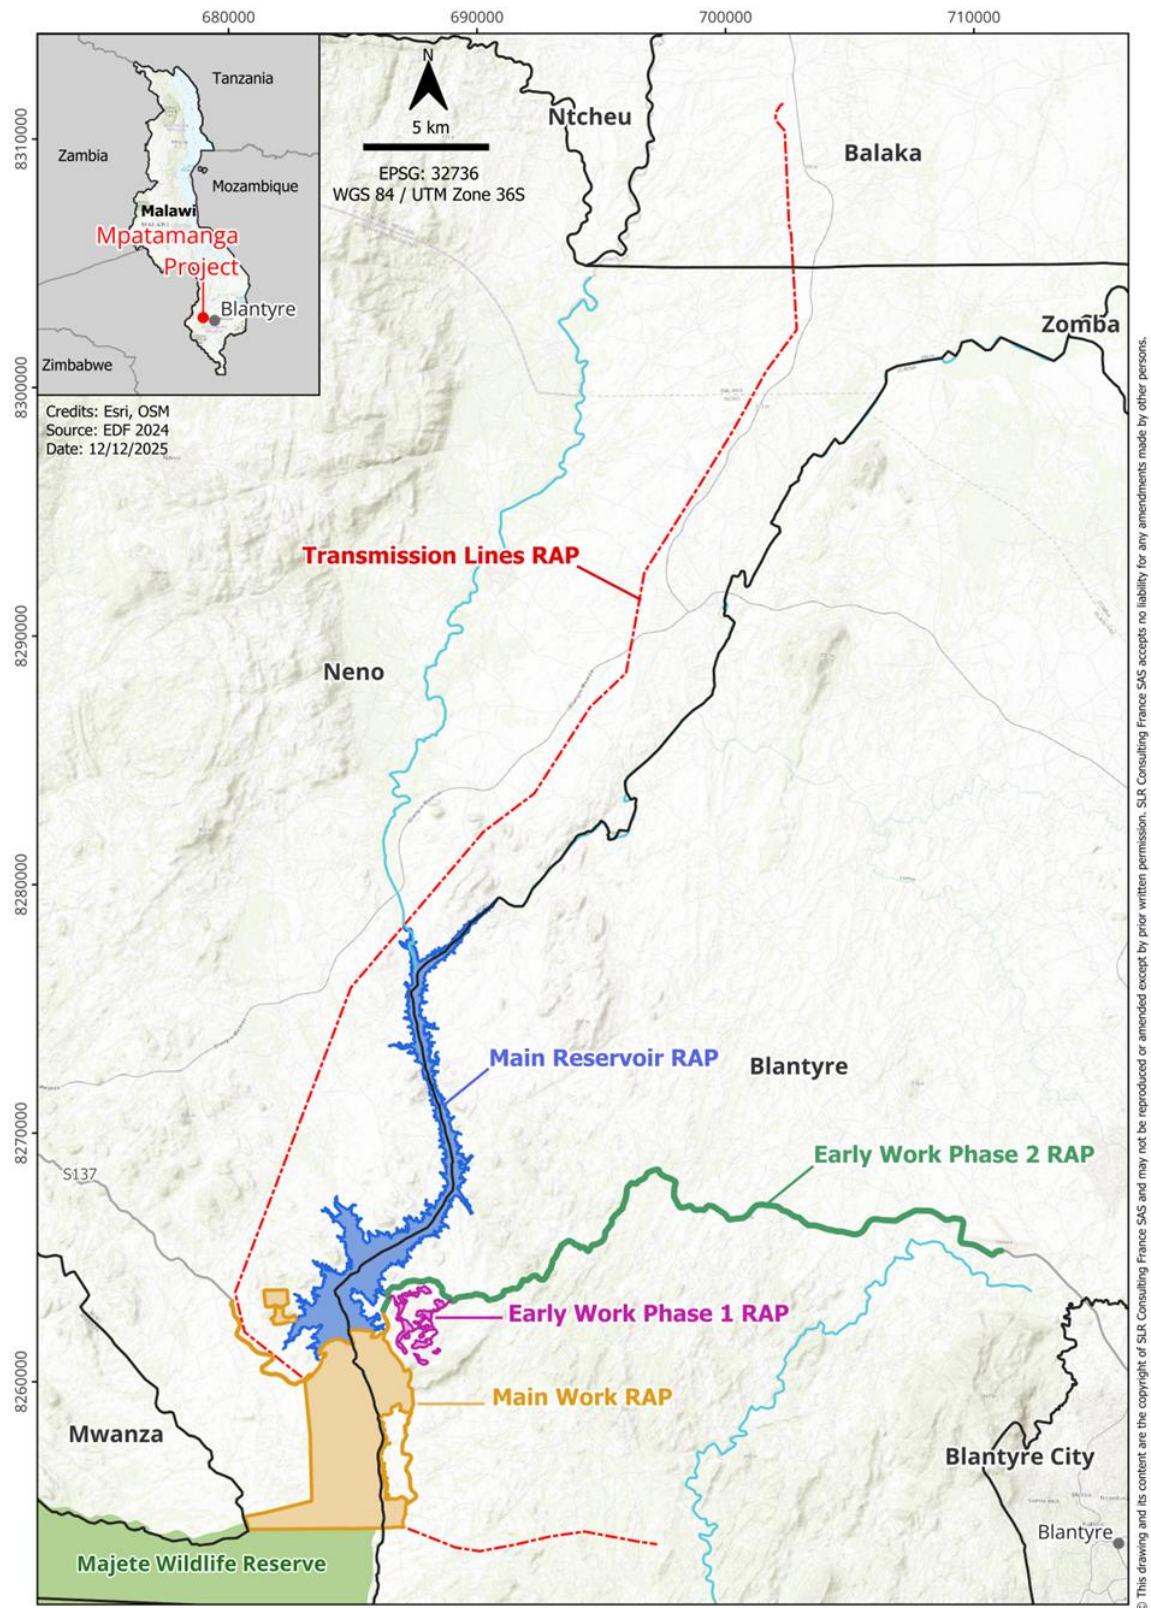 680000
690000
700000
710000
8310000
8300000
8290000
8280000
8270000
8260000
Tanzania
Zambia
Mozambique
Malawi
Mpatamanga
Project
Blantyre
Zimbabwe
N
5 km
EPSG: 32736
WGS 84 / UTM Zone 36S
Credits: Esri, OSM
Source: EDF 2024
Date: 12/12/2025
Ntcheu
Balaka
Zomba
Transmission Lines RAP
Neno
Main Reservoir RAP
Blantyre
Early Work Phase 2 RAP
S137
Early Work Phase 1 RAP
Main Work RAP
Mwanza
Blantyre City
Blantyre
Majete Wildlife Reserve
© This drawing and its content are the copyright of SLR Consulting France SAS and may not be reproduced or amended except by prior written permission. SLR Consulting France SAS accepts no liability for any amendments made by other persons.